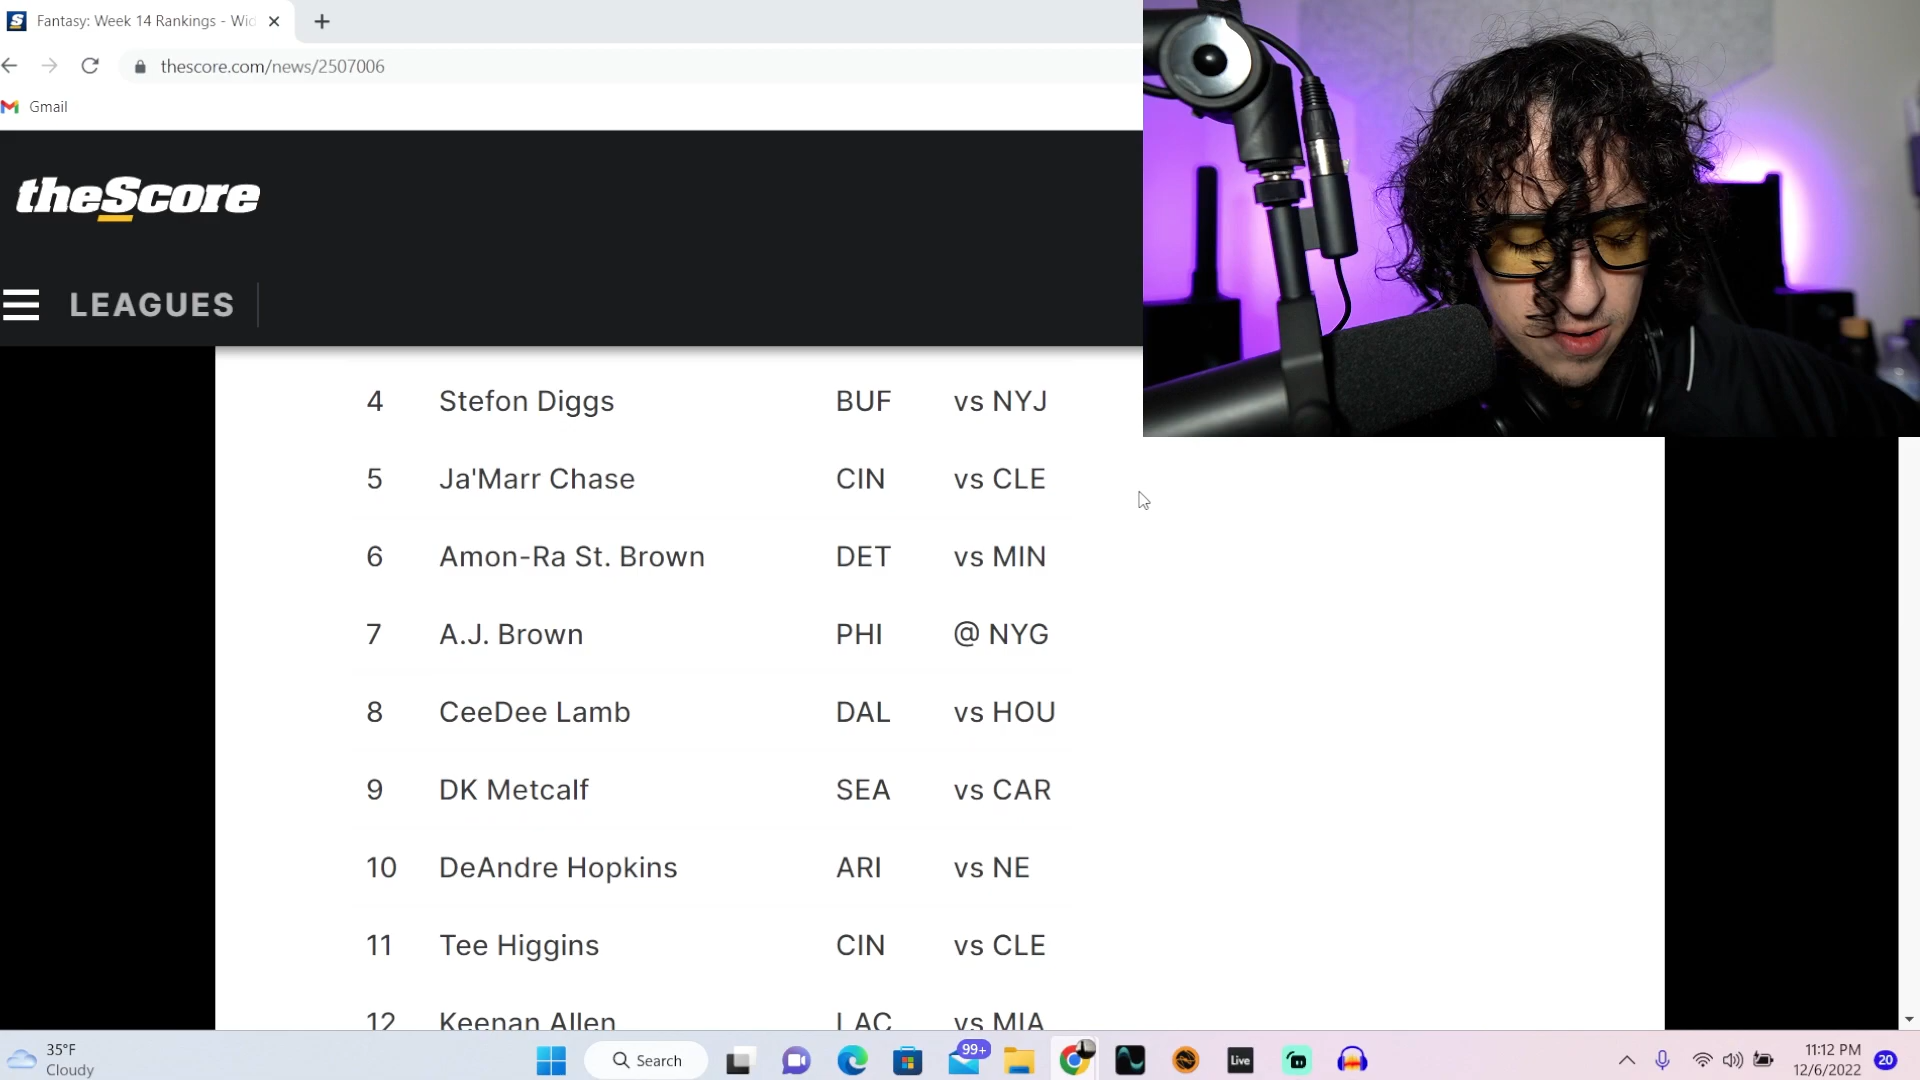 Fantasy: Week 14 Rankings - Wid
thescore.com/news/2507006
Gmail
theScore
LEAGUES
4 Stefon Diggs BUF vs NYJ
5 Ja'Marr Chase CIN vs CLE
6 Amon-Ra St. Brown DET vs MIN
7 A.J. Brown PHI @ NYG
8 CeeDee Lamb DAL vs HOU
9 DK Metcalf SEA vs CAR
10 DeAndre Hopkins ARI vs NE
11 Tee Higgins CIN vs CLE
12 Keenan Allen LAC vs MIA
35°F
Cloudy
Search
99+
Live
11:12 PM
12/6/2022
20